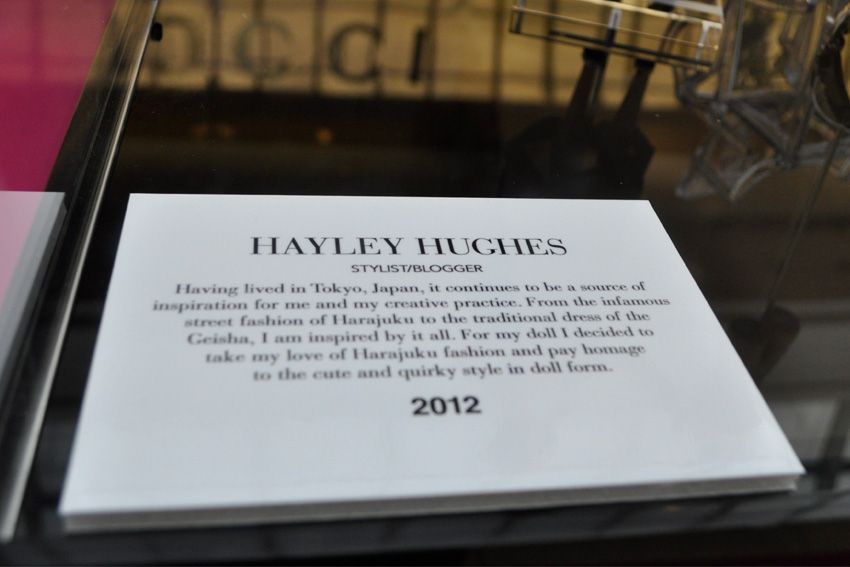 UCCI
HAYLEY HUGHES
STYLIST/BLOGGER
Having lived in Tokyo, Japan, it continues to be a source of
inspiration for me and my creative practice. From the infamous
street fashion of Harajuku to the traditional dress of the
Geisha, I am inspired by it all. For my doll I decided to
take my love of Harajuku fashion and pay homage
to the cute and quirky style in doll form.
2012